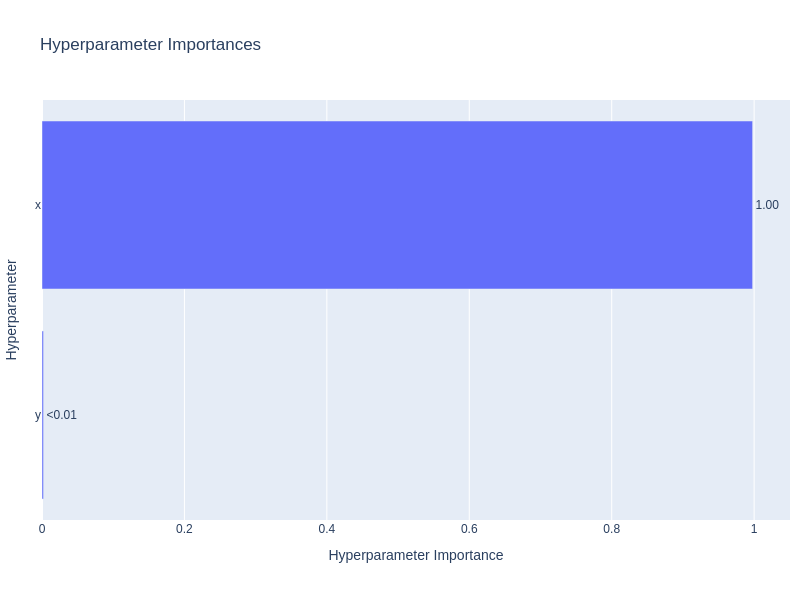 Hyperparameter Importances
Hyperparameter
x
1.00
y
<0.01
0
0.2
0.4
0.6
0.8
1
Hyperparameter Importance